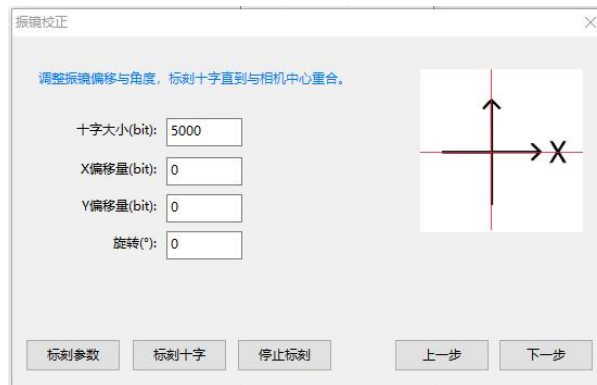 振镜校正
调整振镜偏移与角度，标刻十字直到与相机中心重合。
十字大小(bit): 5000
X偏移量(bit): 0
Y偏移量(bit): 0
旋转(°): 0
X
标刻参数 标刻十字 停止标刻 上一步 下一步